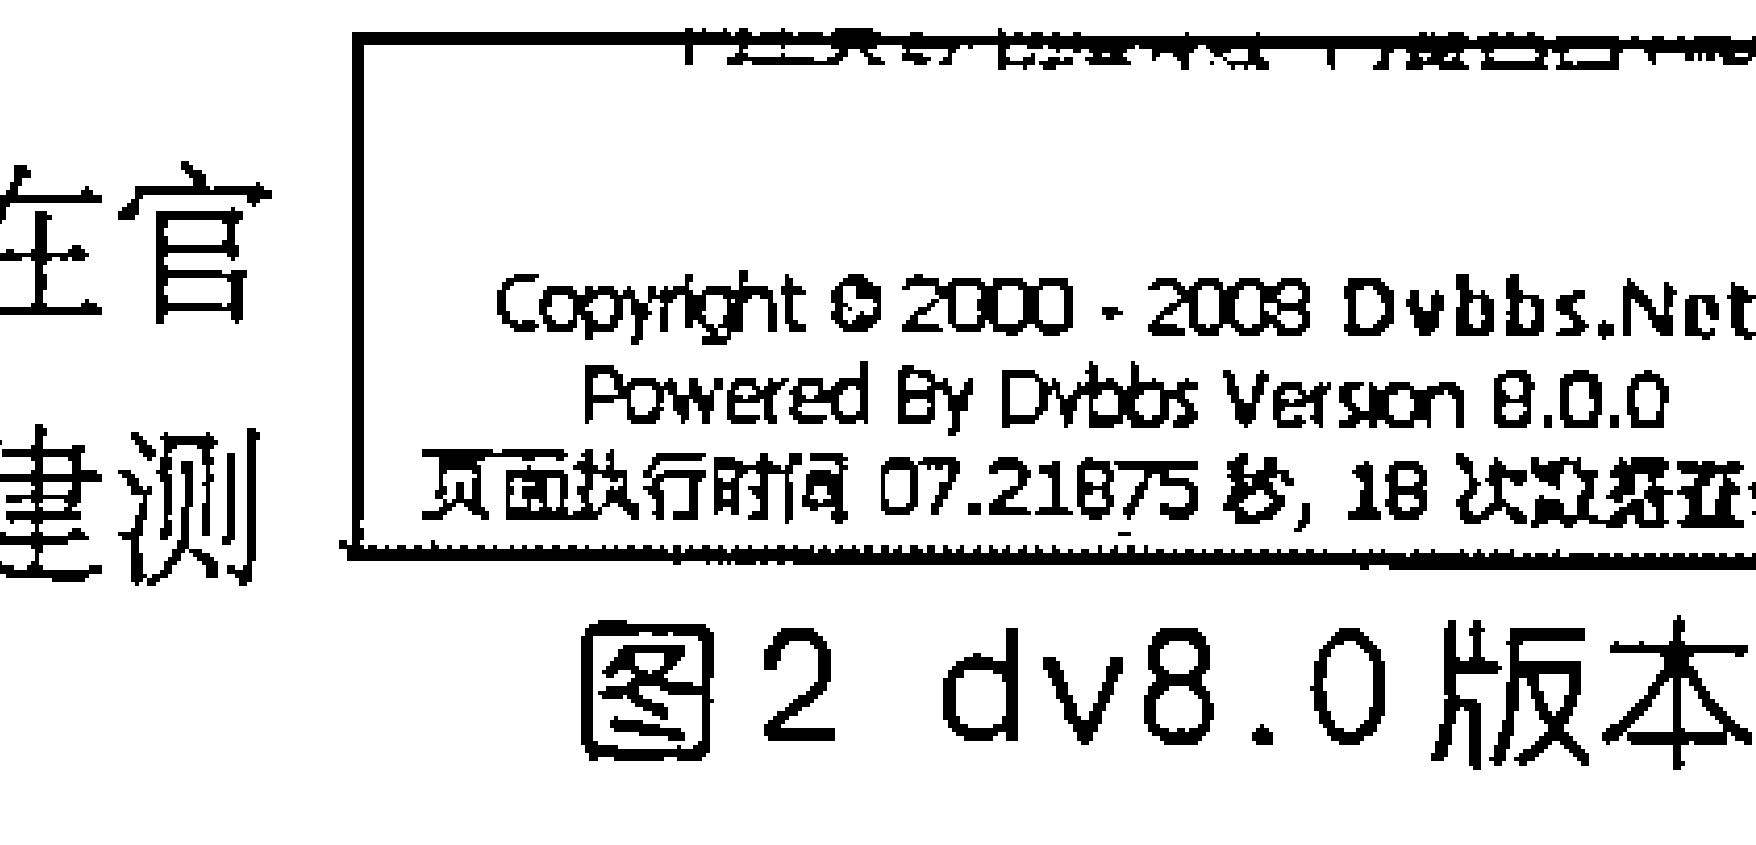 在官
建测
Copyright © 2000 - 2008 Dvbbs.Net
Powered By Dvbbs Version 8.0.0
页面执行时间 07.21875 秒, 18 次数据查
图2 dv8.0版本